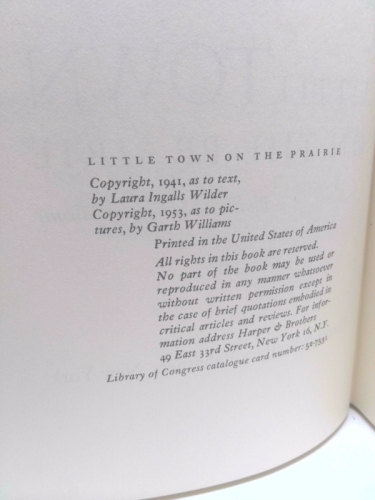 LITTLE TOWN ON THE PRAIRIE
Copyright, 1941, as to text,
by Laura Ingalls Wilder
Copyright, 1953, as to pic-
tures, by Garth Williams
Printed in the United States of America
All rights in this book are reserved.
No part of the book may be used or
reproduced in any manner whatsoever
without written permission except in
the case of brief quotations embodied in
critical articles and reviews. For infor-
mation address Harper & Brothers
49 East 33rd Street, New York 16, N.Y.
Library of Congress catalogue card number: 52-7531